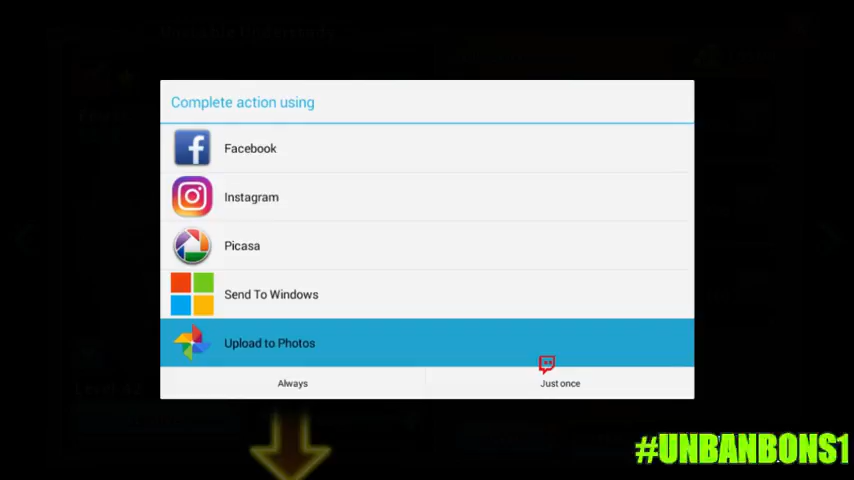 Complete action using
Facebook
Instagram
Picasa
Send To Windows
Upload to Photos
Always
Just once
#UNBANBONS1